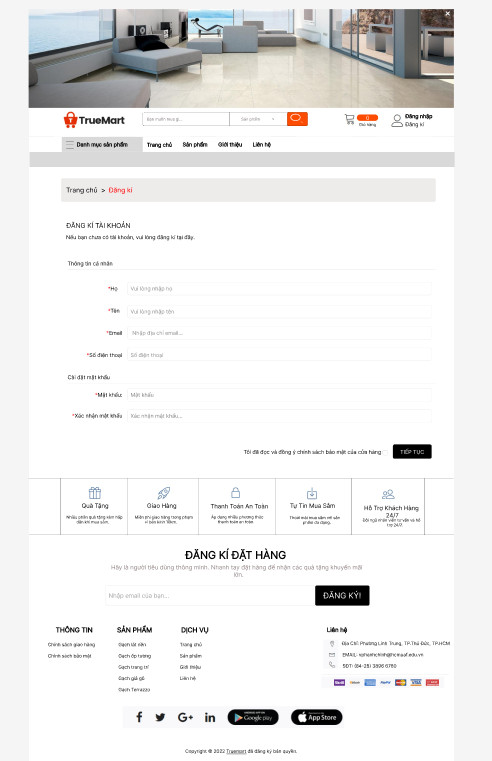 TrueMart
Bạn muốn mua g...
Sản phẩm
0
Giỏ hàng
Đăng nhập
Đăng kí
Danh mục sản phẩm
Trang chủ
Sản phẩm
Giới thiệu
Liên hệ
Trang chủ > Đăng kí
ĐĂNG KÍ TÀI KHOẢN
Nếu bạn chưa có tài khoản, vui lòng đăng kí tại đây.
Thông tin cá nhân
*Họ
Vui lòng nhập họ
*Tên
Vui lòng nhập tên
*Email
Nhập địa chỉ email...
*Số điện thoại
Số điện thoại
Cài đặt mật khẩu
*Mật khẩu:
Mật khẩu
*Xác nhận mật khẩu
Xác nhận mật khẩu...
Tôi đã đọc và đồng ý chính sách bảo mật của cửa hàng
TIẾP TỤC
Quà Tặng
Nhiều phần quà tặng kèm hấp
dẫn khi mua sắm.
Giao Hàng
Miễn phí giao hàng trong phạm
vi bán kính 10km.
Thanh Toán An Toàn
Áp dụng nhiều phương thức
thanh toán an toàn
Tự Tin Mua Sắm
Thoải mái mua sắm với sản
phẩm đa dạng.
Hỗ Trợ Khách Hàng
24/7
Đội ngũ nhân viên tư vấn và hỗ
trợ 24/7.
ĐĂNG KÍ ĐẶT HÀNG
Hãy là người tiêu dùng thông minh. Nhanh tay đặt hàng để nhận các quà tặng khuyến mãi
lớn.
Nhập email của bạn...
ĐĂNG KÝ!
THÔNG TIN
Chính sách giao hàng
Chính sách bảo mật
SẢN PHẨM
Gạch lát nền
Gạch ốp tường
Gạch trang trí
Gạch giả gỗ
Gạch Terrazzo
DỊCH VỤ
Trang chủ
Sản phẩm
Giới thiệu
Liên hệ
Liên hệ
Địa Chỉ: Phường Linh Trung, TP.Thủ Đức, TP.HCM
EMAIL: vphanhchinh@hcmuaf.edu.vn
SĐT: (84-28) 3896 6780
f
G+
in
ANDROID APP ON
Google play
Available on the
App Store
Copyright © 2022 Truemart đã đăng ký bản quyền.